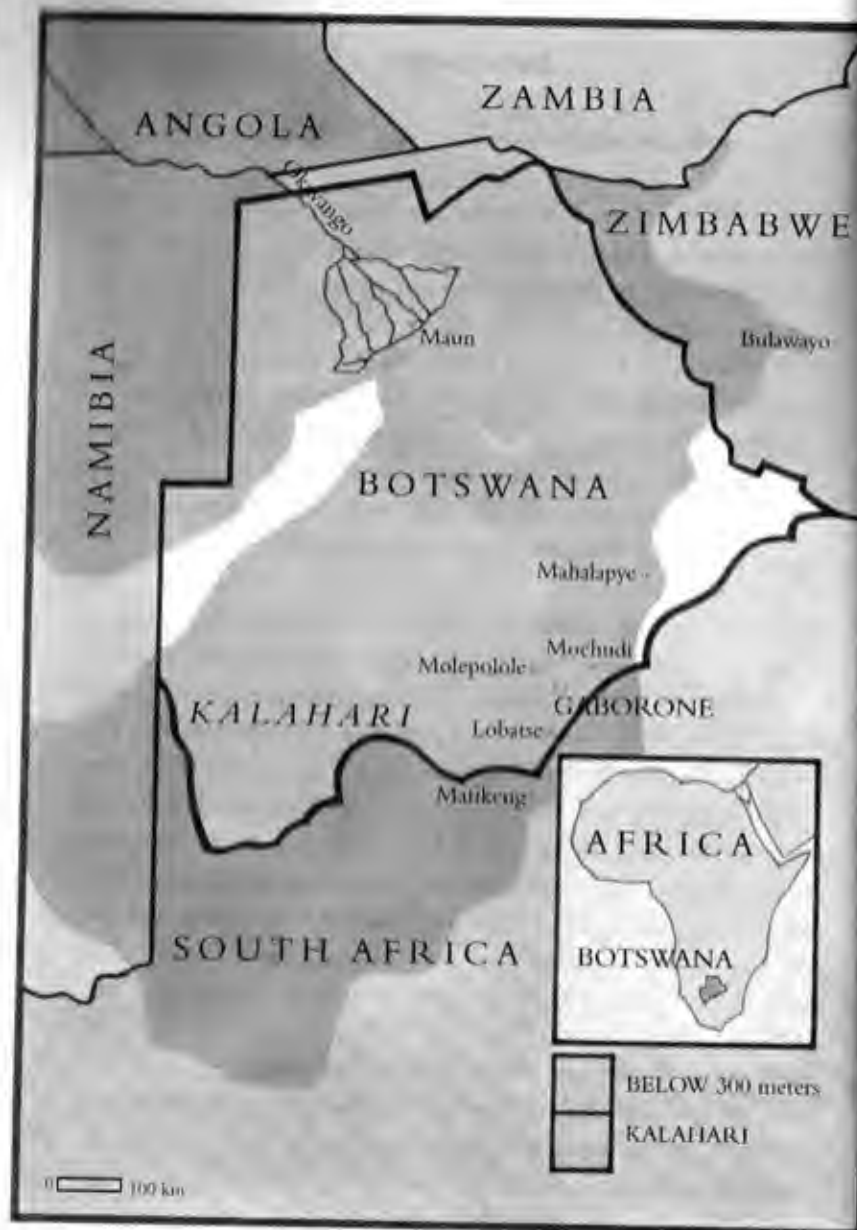 ZAMBIA
ANGOLA
Okavango
ZIMBABWE
Maun
Bulawayo
NAMIBIA
BOTSWANA
Mahalapye
Mochudi
Molepolole
KALAHARI
GABORONE
Lobatse
Mafikeng
AFRICA
SOUTH AFRICA
BOTSWANA
BELOW 300 meters
KALAHARI
0 100 km